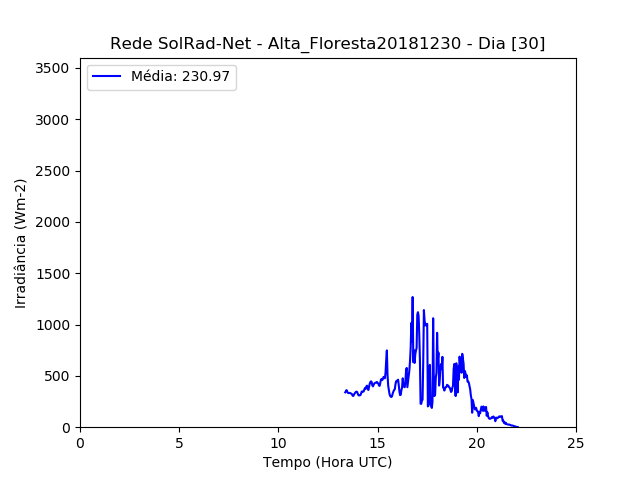 Rede SolRad-Net - Alta_Floresta20181230 - Dia [30]
Média: 230.97
3500
3000
2500
2000
1500
1000
500
0
Irradiância (Wm-2)
0 5 10 15 20 25
Tempo (Hora UTC)